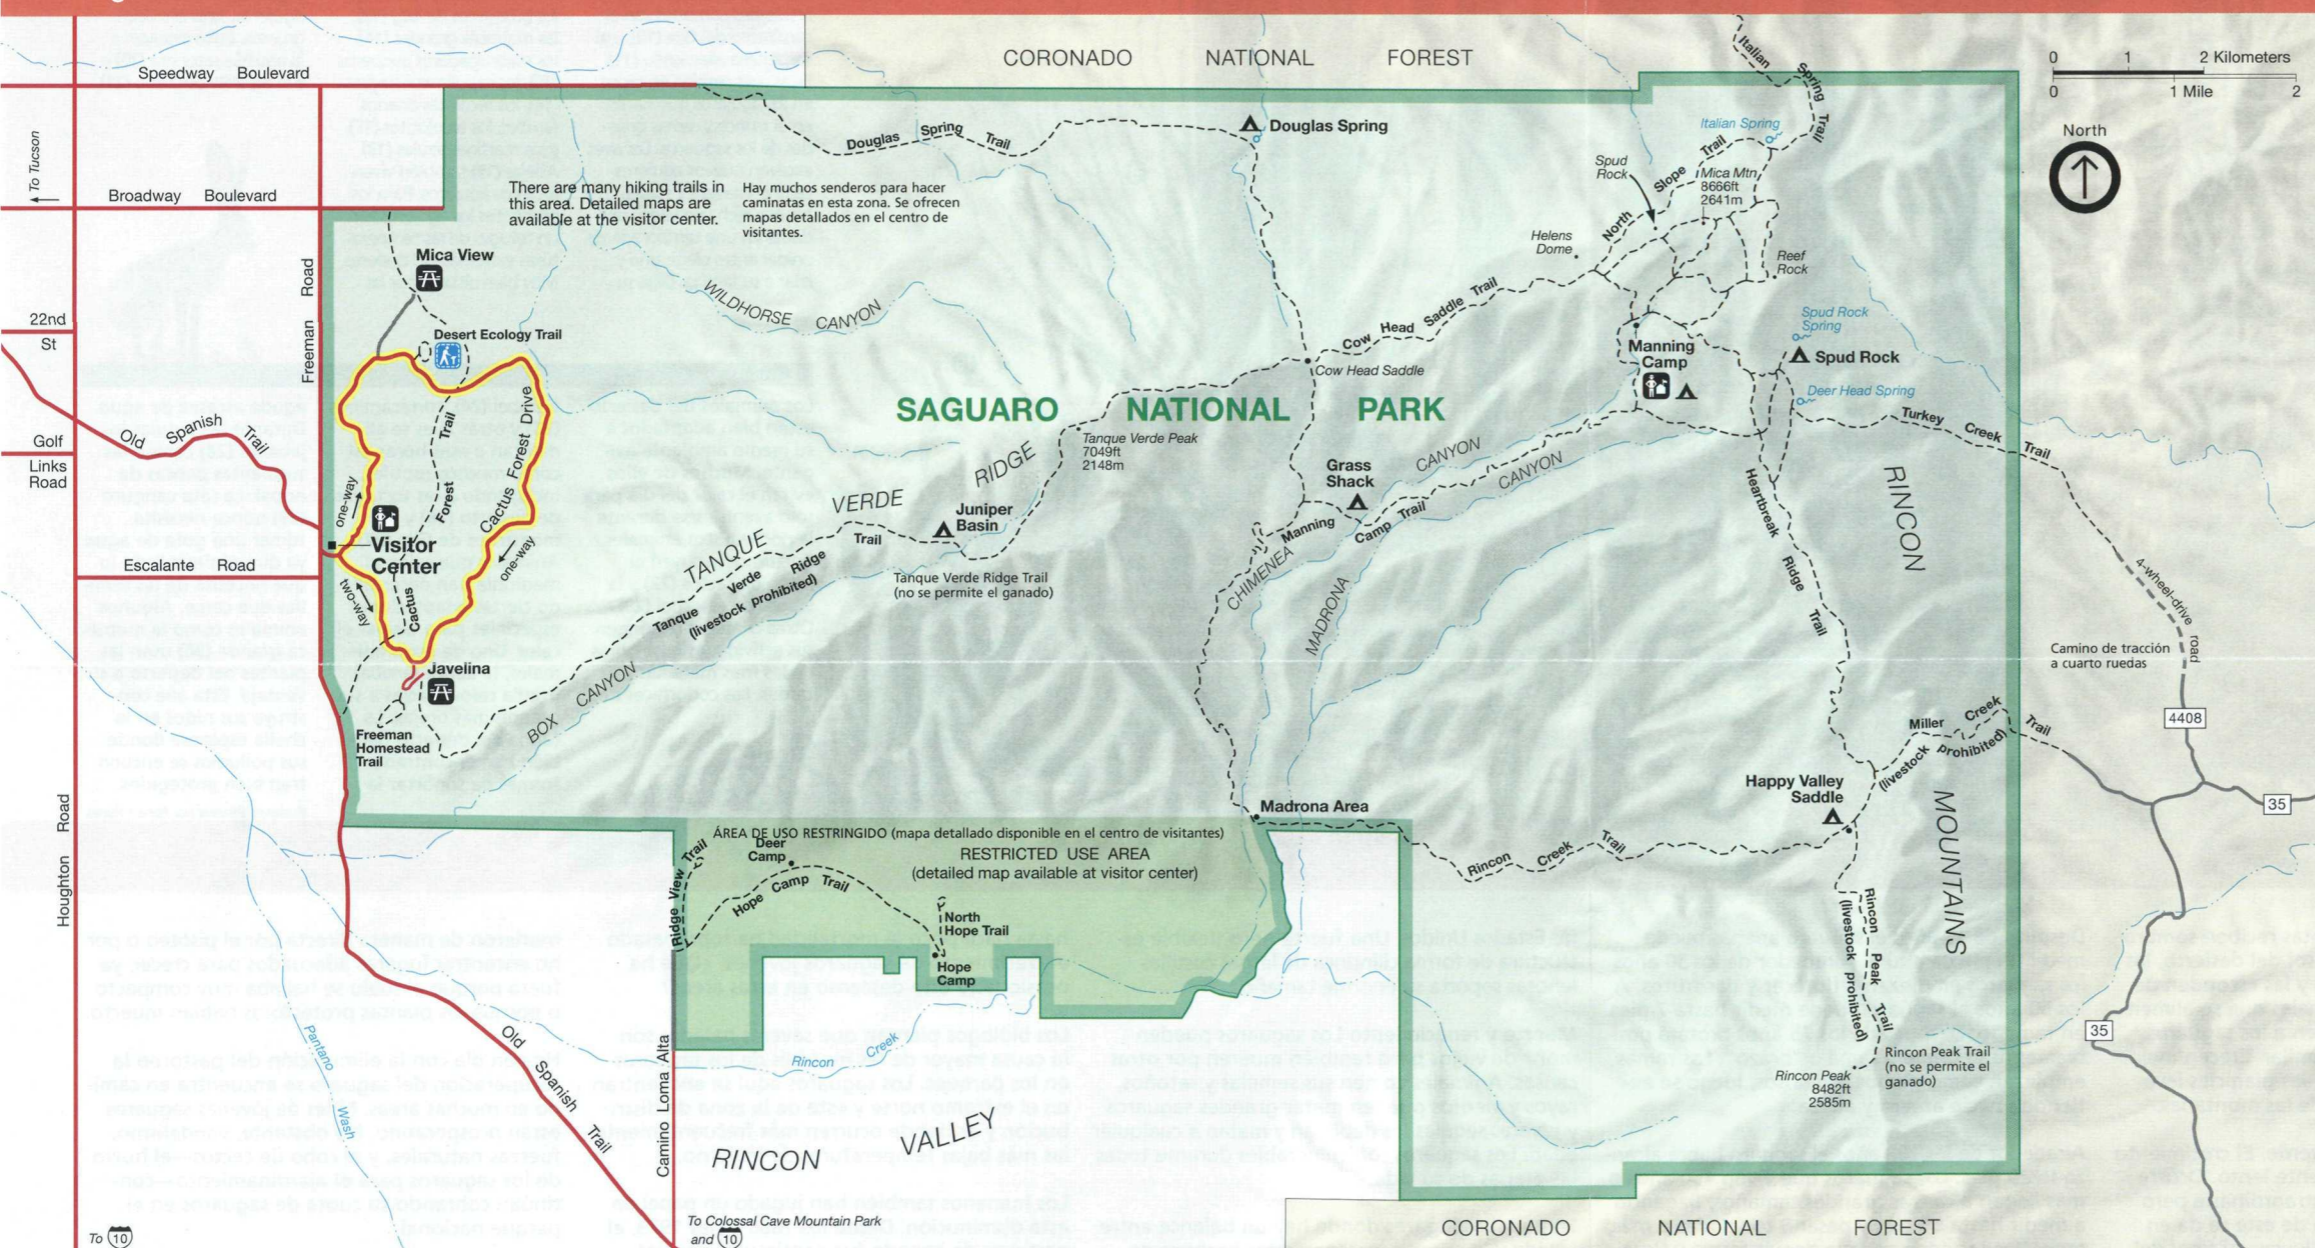 CORONADO NATIONAL FOREST
Speedway Boulevard
To Tucson
Broadway Boulevard
There are many hiking trails in
this area. Detailed maps are
available at the visitor center.
Hay muchos senderos para hacer
caminatas en esta zona. Se ofrecen
mapas detallados en el centro de
visitantes.
Douglas Spring Trail
Douglas Spring
Italian Spring Trail
Italian Spring
0 1 2 Kilometers
0 1 Mile 2
North
Spud
Rock
North Slope Trail
Mica Mtn
8666ft
2641m
Helens
Dome
Reef
Rock
Mica View
Freeman Road
22nd
St
Desert Ecology Trail
WILDHORSE CANYON
Cow Head Saddle Trail
Cow Head Saddle
Manning
Camp
Spud Rock
Spring
Spud Rock
Deer Head Spring
Turkey Creek Trail
SAGUARO NATIONAL PARK
Tanque Verde Peak
7049ft
2148m
Old Spanish Trail
Golf
Links
Road
one-way
Cactus Forest Trail
Cactus Forest Drive
one-way
two-way
Visitor
Center
Escalante Road
TANQUE VERDE RIDGE
Juniper
Basin
Tanque Verde Ridge Trail
(livestock prohibited)
Tanque Verde Ridge Trail
(no se permite el ganado)
Grass
Shack
CHIMENEA CANYON
MADRONA CANYON
Manning Camp Trail
Heartbreak Ridge Trail
RINCON MOUNTAINS
4-wheel-drive road
Camino de tracción
a cuarto ruedas
4408
Javelina
Freeman
Homestead
Trail
BOX CANYON
Miller Creek Trail
(livestock prohibited)
Happy Valley
Saddle
35
Madrona Area
Rincon Creek Trail
ÁREA DE USO RESTRINGIDO (mapa detallado disponible en el centro de visitantes)
RESTRICTED USE AREA
(detailed map available at visitor center)
Deer
Camp
Ridge View Trail
Hope Camp Trail
North
Hope Trail
Hope
Camp
Houghton Road
Rincon Peak Trail
(livestock prohibited)
Rincon Peak Trail
(no se permite el
ganado)
Rincon Peak
8482ft
2585m
35
Pantano Wash
Old Spanish Trail
Camino Loma Alta
Rincon Creek
RINCON VALLEY
To 10
To Colossal Cave Mountain Park
and 10
CORONADO NATIONAL FOREST